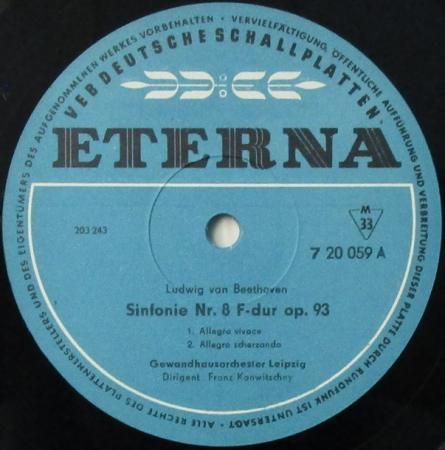 ALLE RECHTE DES PLATTENHERSTELLERS UND DES EIGENTÜMERS DES AUFGENOMMENEN WERKES VORBEHALTEN · VERVIELFÄLTIGUNG, ÖFFENTLICHE AUFFÜHRUNG UND VERBREITUNG DIESER PLATTE DURCH RUNDFUNK IST UNTERSAGT ·
VEB DEUTSCHE SCHALLPLATTEN
ETERNA
203 243
M
33
7 20 059 A
Ludwig van Beethoven
Sinfonie Nr. 8 F-dur op. 93
1. Allegro vivace
2. Allegro scherzando
Gewandhausorchester Leipzig
Dirigent: Franz Konwitschny